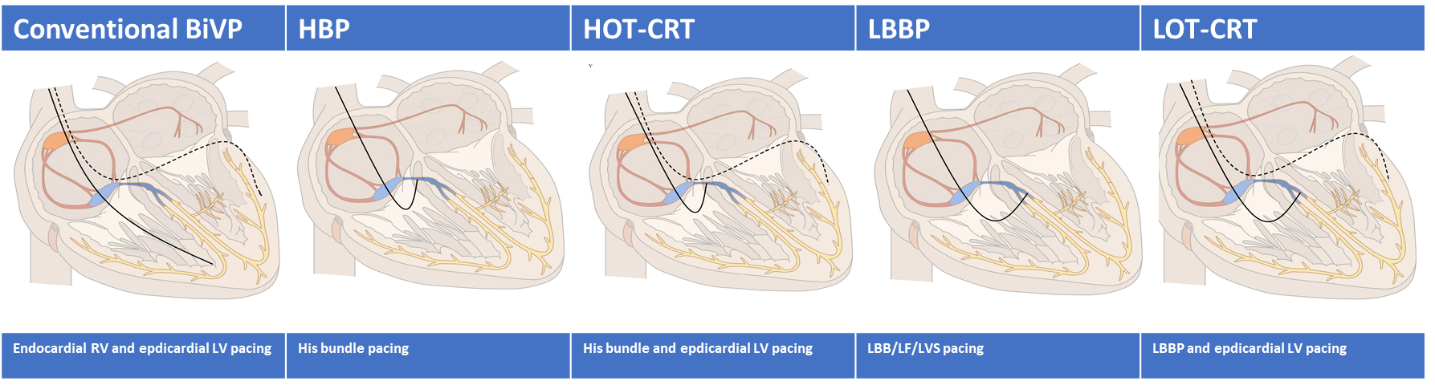 Conventional BiVP
HBP
HOT-CRT
LBBP
LOT-CRT
v
Endocardial RV and epdicardial LV pacing
His bundle pacing
His bundle and epdicardial LV pacing
LBB/LF/LVS pacing
LBBP and epdicardial LV pacing